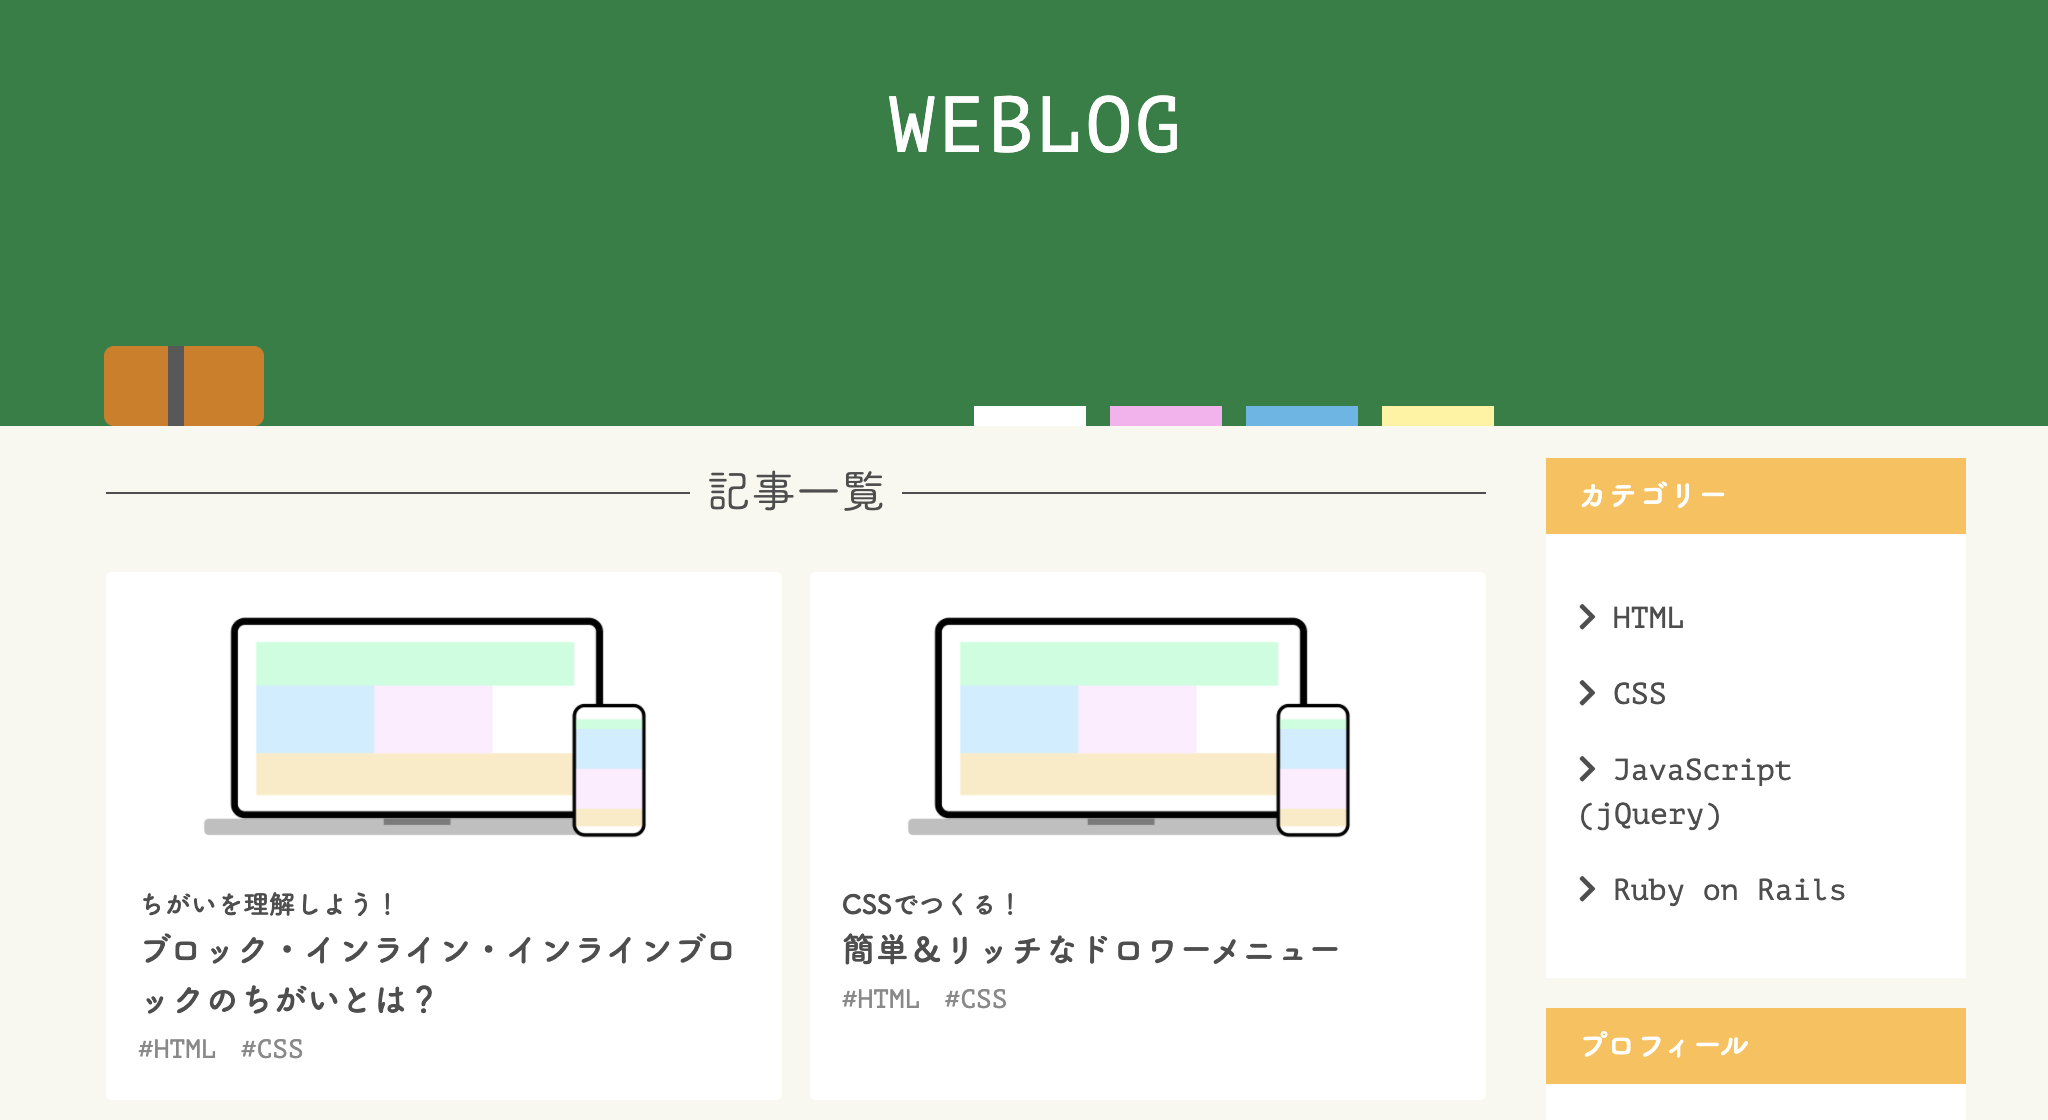 WEBLOG
記事一覧
ちがいを理解しよう！
ブロック・インライン・インラインブロ
ックのちがいとは？
#HTML #CSS
CSSでつくる！
簡単＆リッチなドロワーメニュー
#HTML #CSS
カテゴリー
HTML
CSS
JavaScript
(jQuery)
Ruby on Rails
プロフィール